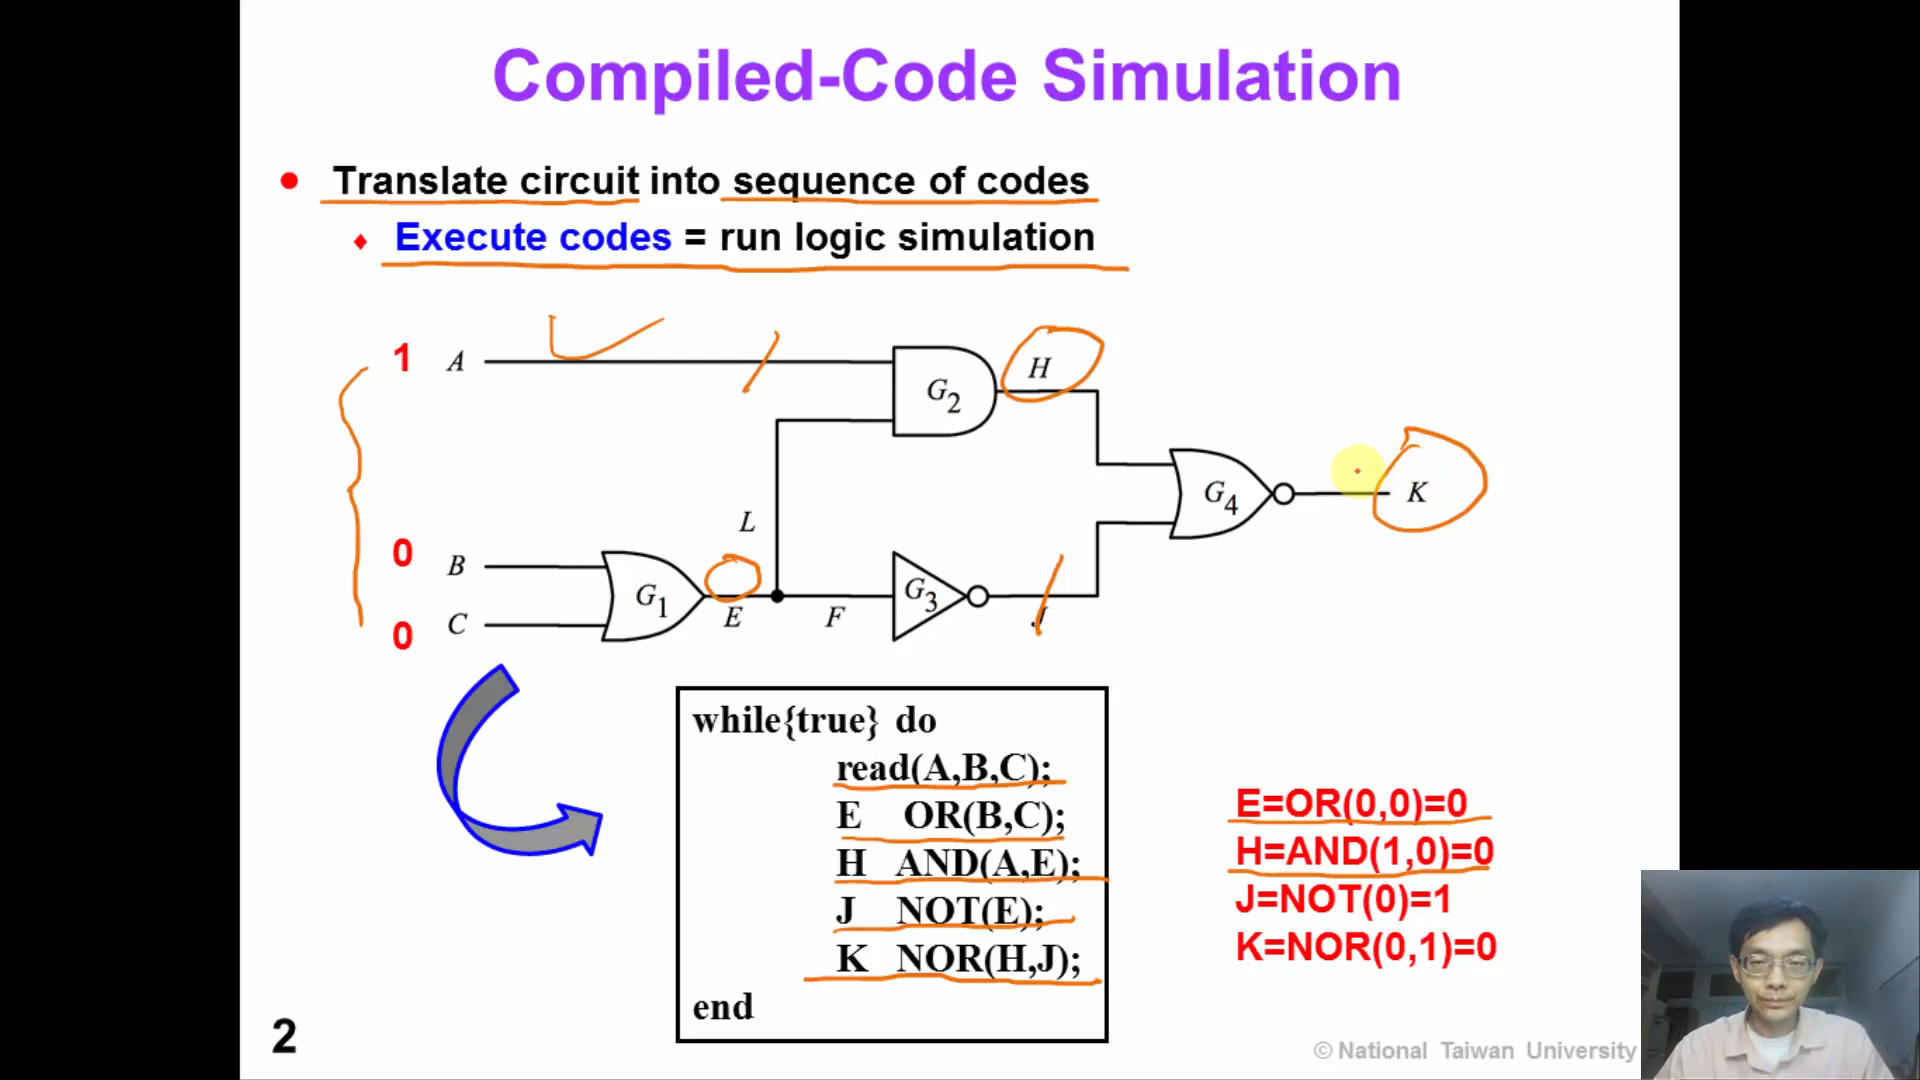 Compiled-Code Simulation
Translate circuit into sequence of codes
Execute codes = run logic simulation
1 A
H
G2
K
G4
L
0 B
G1
E
F
G3
J
0 C
while{true} do
read(A,B,C);
E OR(B,C);
H AND(A,E);
J NOT(E);
K NOR(H,J);
end
E=OR(0,0)=0
H=AND(1,0)=0
J=NOT(0)=1
K=NOR(0,1)=0
2
© National Taiwan University